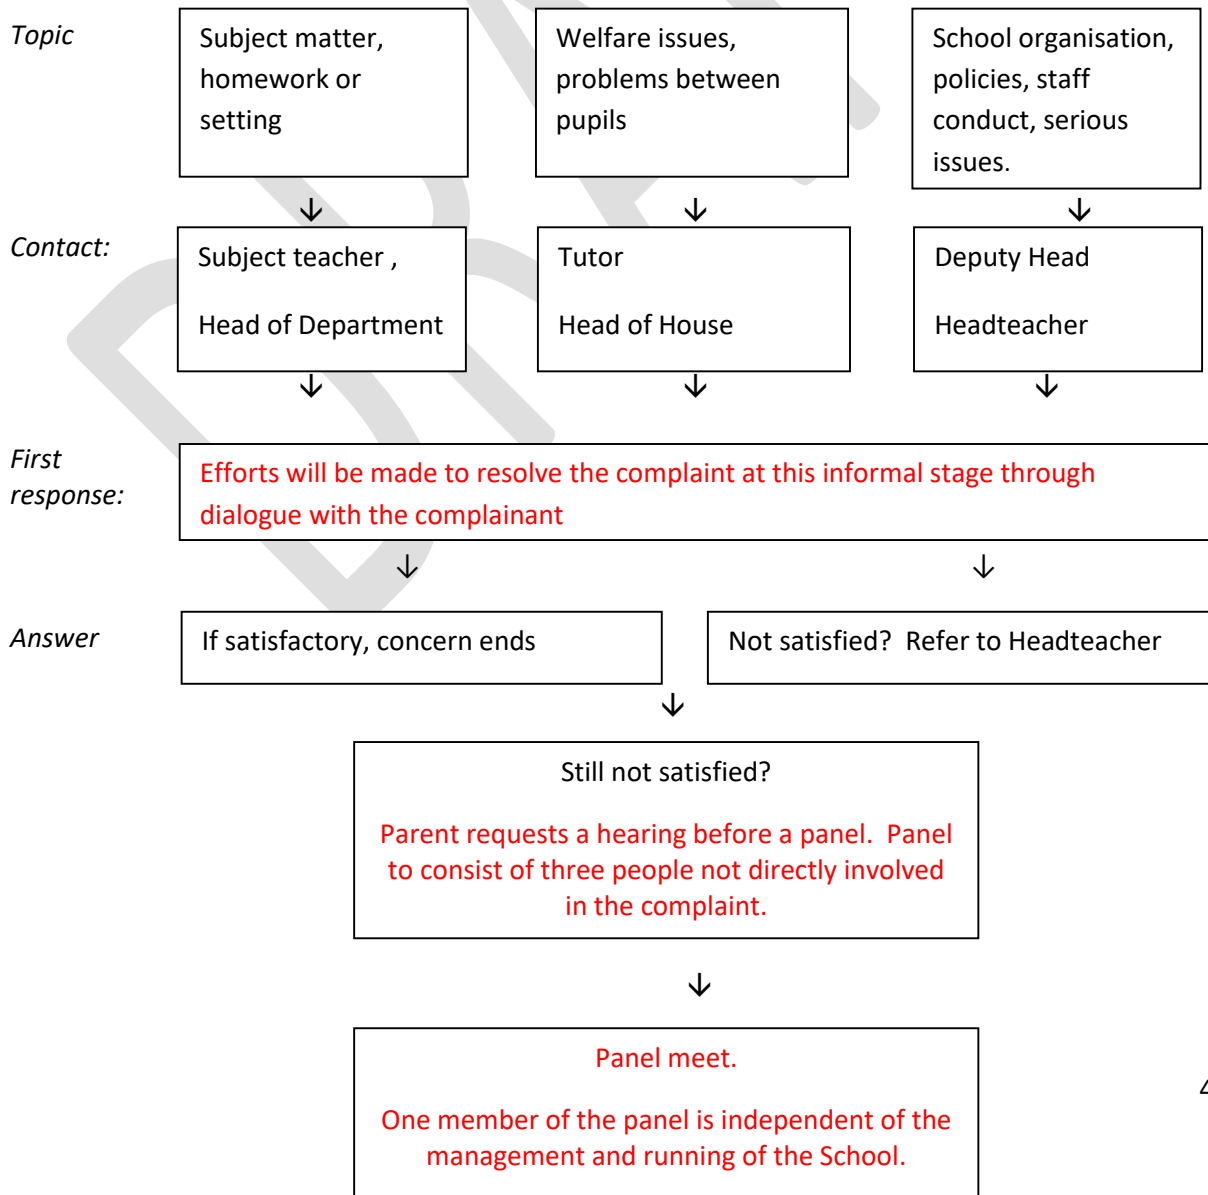 Topic
Subject matter,
homework or
setting
Welfare issues,
problems between
pupils
School organisation,
policies, staff
conduct, serious
issues.
Contact:
Subject teacher ,
Head of Department
Tutor
Head of House
Deputy Head
Headteacher
First
response:
Efforts will be made to resolve the complaint at this informal stage through
dialogue with the complainant
Answer
If satisfactory, concern ends
Not satisfied?  Refer to Headteacher
Still not satisfied?
Parent requests a hearing before a panel.  Panel
to consist of three people not directly involved
in the complaint.
Panel meet.
One member of the panel is independent of the
management and running of the School.